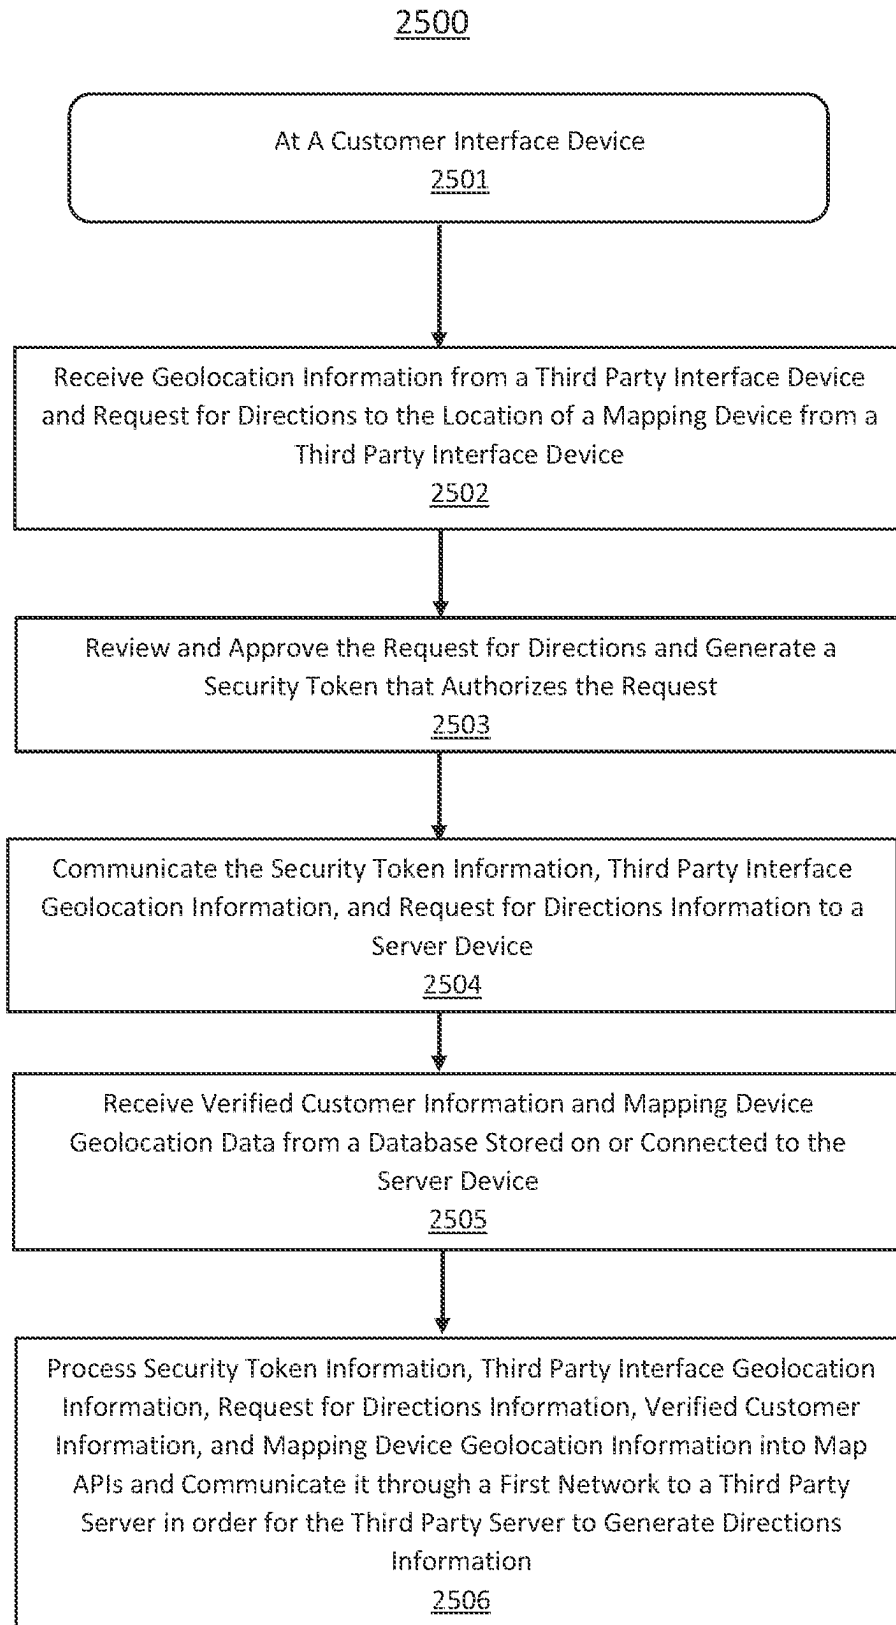 2500
At A Customer Interface Device
2501
Receive Geolocation Information from a Third Party Interface Device
and Request for Directions to the Location of a Mapping Device from a
Third Party Interface Device
2502
Review and Approve the Request for Directions and Generate a
Security Token that Authorizes the Request
2503
Communicate the Security Token Information, Third Party Interface
Geolocation Information, and Request for Directions Information to a
Server Device
2504
Receive Verified Customer Information and Mapping Device
Geolocation Data from a Database Stored on or Connected to the
Server Device
2505
Process Security Token Information, Third Party Interface Geolocation
Information, Request for Directions Information, Verified Customer
Information, and Mapping Device Geolocation Information into Map
APIs and Communicate it through a First Network to a Third Party
Server in order for the Third Party Server to Generate Directions
Information
2506